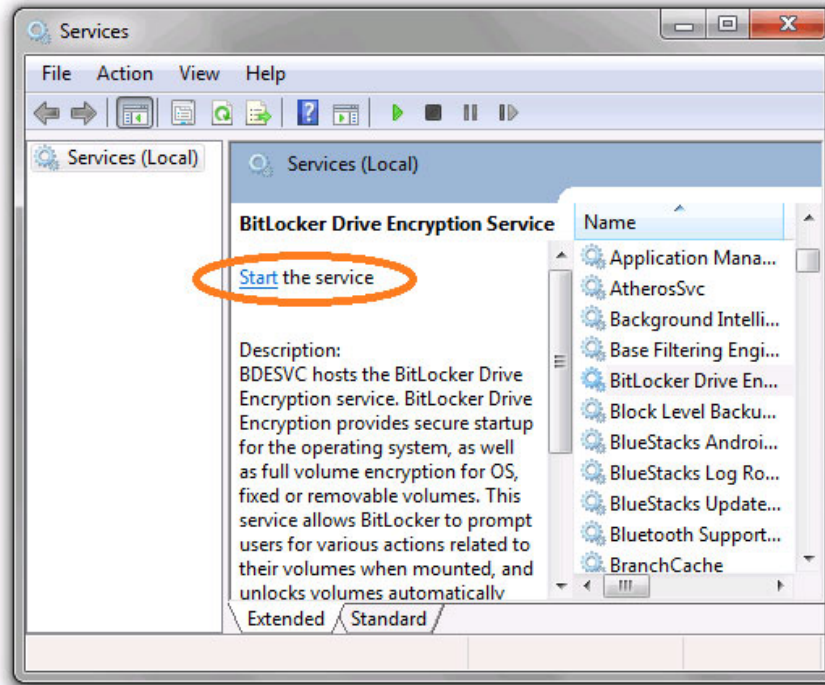 Services
File Action View Help
Services (Local)
Services (Local)
BitLocker Drive Encryption Service
Start the service
Description:
BDESVC hosts the BitLocker Drive
Encryption service. BitLocker Drive
Encryption provides secure startup
for the operating system, as well
as full volume encryption for OS,
fixed or removable volumes. This
service allows BitLocker to prompt
users for various actions related to
their volumes when mounted, and
unlocks volumes automatically
Name
Application Mana...
AtherosSvc
Background Intelli...
Base Filtering Engi...
BitLocker Drive En...
Block Level Backu...
BlueStacks Androi...
BlueStacks Log Ro...
BlueStacks Update...
Bluetooth Support...
BranchCache
Extended Standard